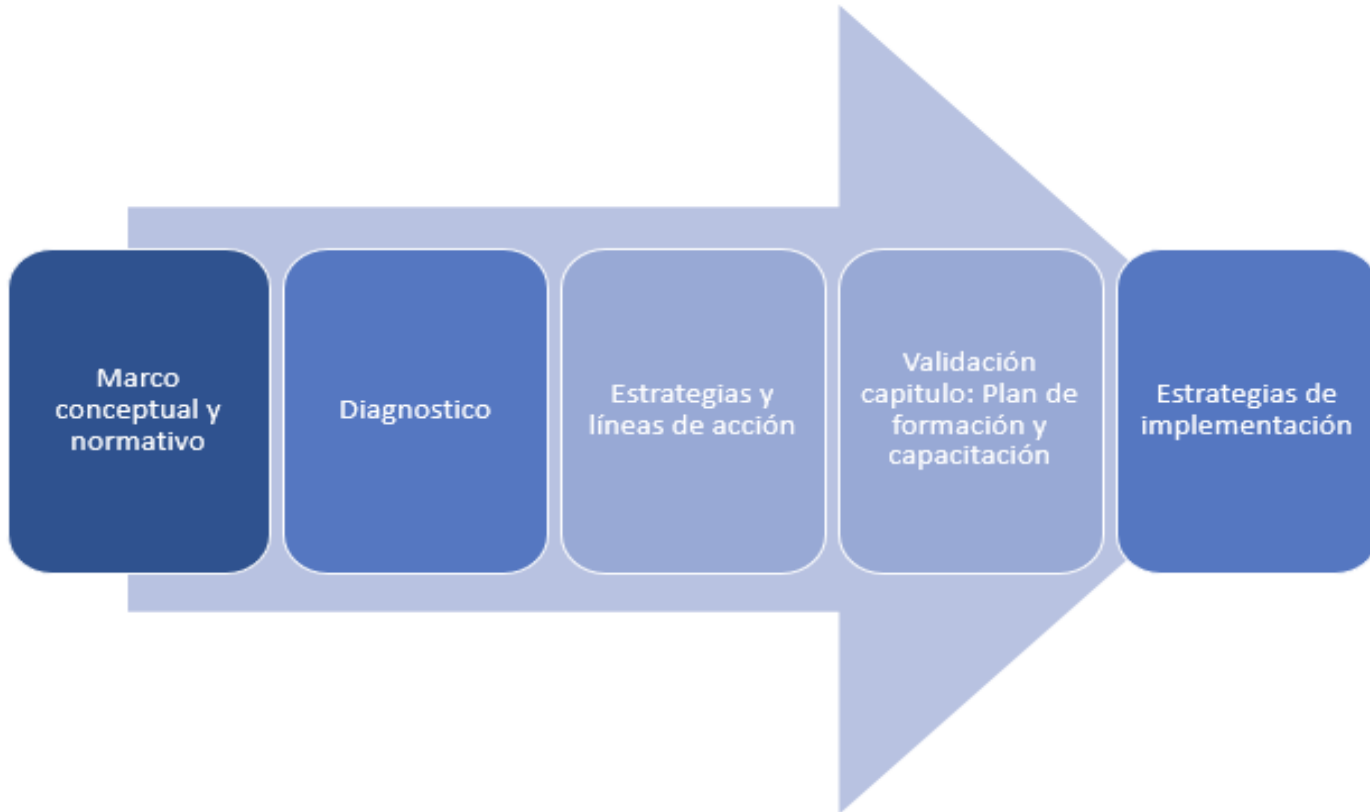 Marco
conceptual y
normativo
Diagnostico
Estrategias y
líneas de acción
Validación
capitulo: Plan de
formación y
capacitación
Estrategias de
implementación